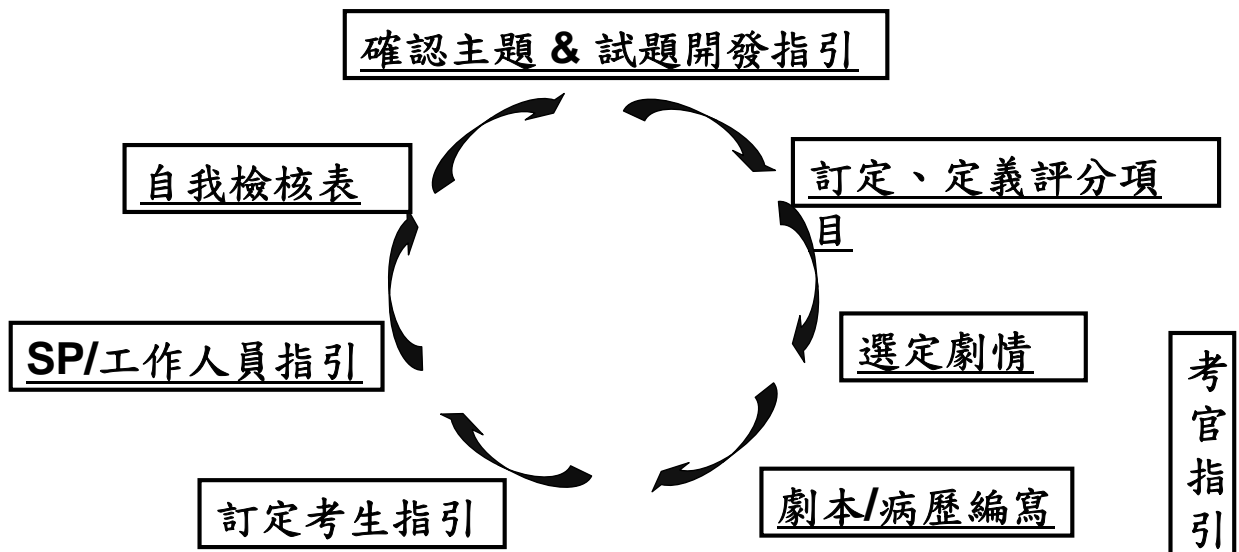 確認主題 & 試題開發指引
訂定、定義評分項
目
選定劇情
劇本/病歷編寫
訂定考生指引
SP/工作人員指引
自我檢核表
考
官
指
引